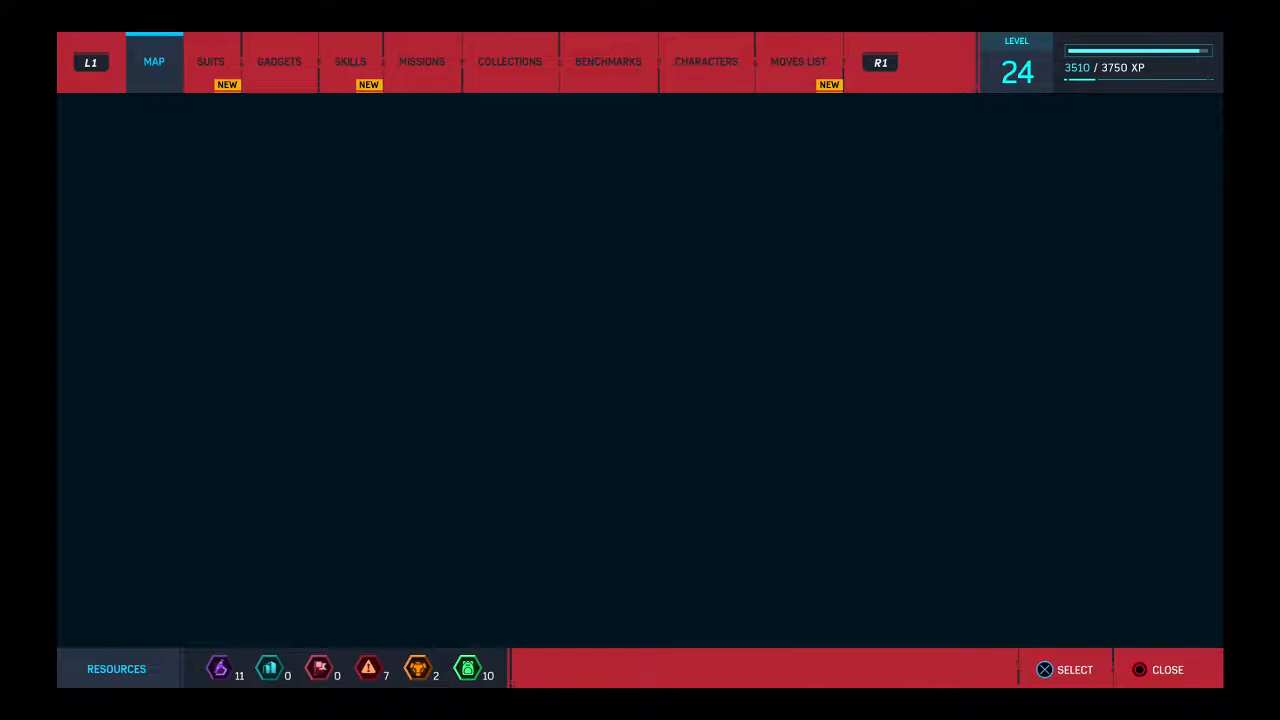 L1 MAP SUITS GADGETS SKILLS MISSIONS COLLECTIONS BENCHMARKS CHARACTERS MOVES LIST R1
NEW NEW NEW
LEVEL
24
3510 / 3750 XP
RESOURCES 11 0 0 7 2 10 SELECT CLOSE